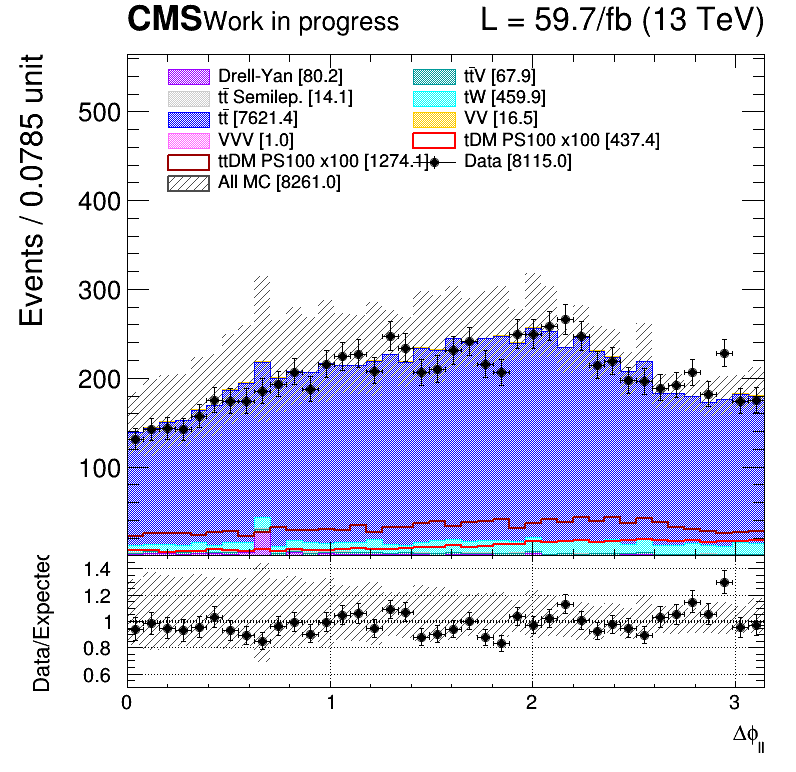 CMS Work in progress L = 59.7/fb (13 TeV)
Events / 0.0785 unit
500
400
300
200
100
Drell-Yan [80.2] tt̄V [67.9]
tt̄ Semilep. [14.1] tW [459.9]
tt̄ [7621.4] VV [16.5]
VVV [1.0] tDM PS100 x100 [437.4]
ttDM PS100 x100 [1274.1] Data [8115.0]
All MC [8261.0]
Data/Expected
1.4
1.2
1
0.8
0.6
0 1 2 3
Δϕ_ll